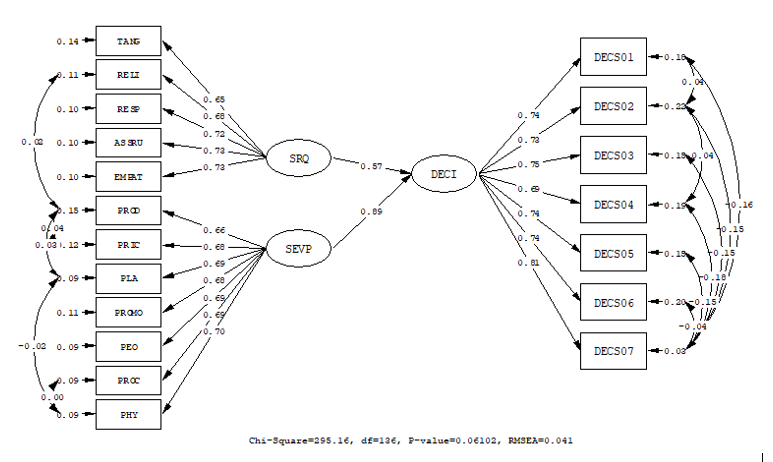 0.14 TANG
0.11 RELI
0.10 RESP
0.10 ASSRU
0.10 EMPAT
0.15 PROD
0.12 PRIC
0.09 PLA
0.11 PROMO
0.09 PEO
0.09 PROC
0.09 PHY
0.02
0.04
0.03
-0.02
0.00
0.65
0.68
0.72
0.73
0.73
SRQ
0.66
0.68
0.69
0.68
0.69
0.69
0.70
SEVP
0.57
0.89
DECI
0.74
0.73
0.75
0.69
0.74
0.74
0.81
DECS01 0.18
DECS02 0.22
DECS03 0.18
DECS04 0.19
DECS05 0.18
DECS06 0.20
DECS07 0.03
0.04
0.04
-0.16
-0.15
-0.15
-0.18
-0.15
-0.04
Chi-Square=295.16, df=136, P-value=0.06102, RMSEA=0.041